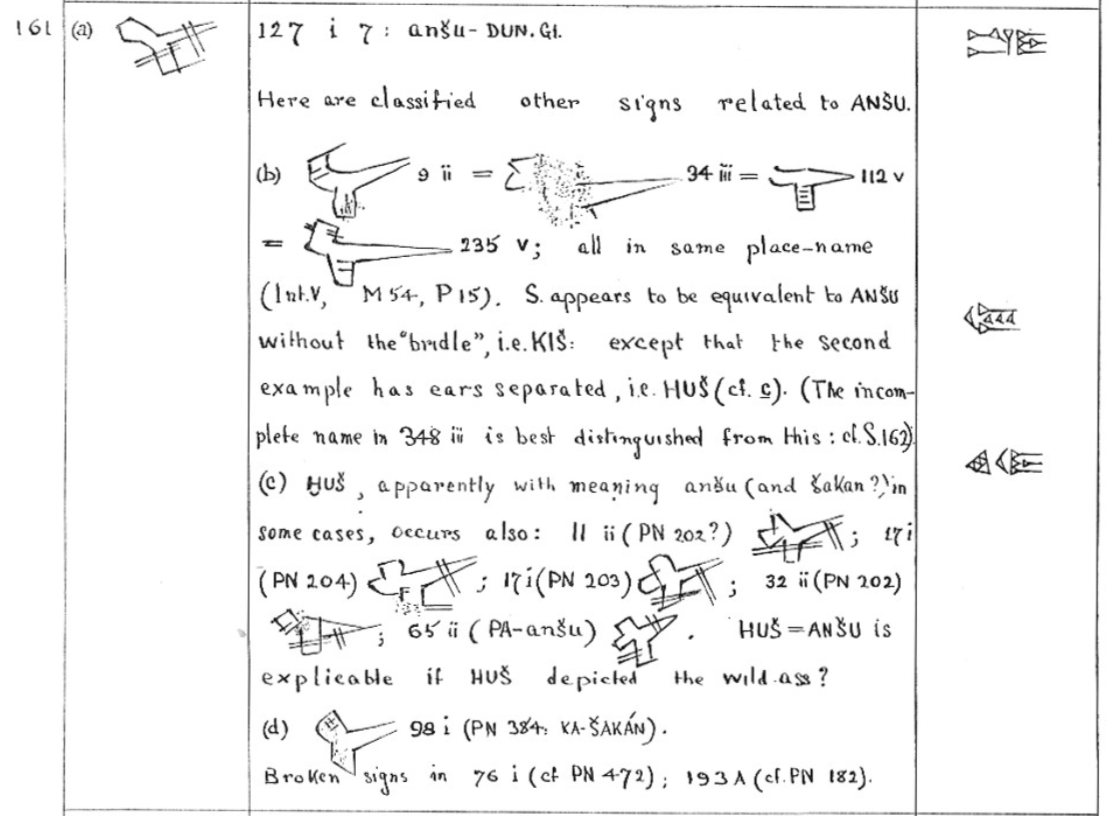 161 (a) 127 i 7 : anšu- DUN. GI.
Here are classified other signs related to ANŠU.
(b) 9 ii = 34 iii = 112 v
= 235 v; all in same place-name
(Int.V, M 54, P 15). S. appears to be equivalent to ANŠU
without the "bridle", i.e. KIŠ: except that the second
example has ears separated, i.e. HUŠ (cf. c). (The incom-
plete name in 348 iii is best distinguished from this : cf. S.162)
(c) HUŠ, apparently with meaning anšu (and šakan?) in
some cases, occurs also: 11 ii (PN 202?) ; 17 i
(PN 204) ; 17 i (PN 203) ; 32 ii (PN 202)
; 65 ii ( PA-anšu) . HUŠ = ANŠU is
explicable if HUŠ depicted the wild-ass?
(d) 98 i (PN 384: KA-ŠAKÁN).
Broken signs in 76 i (cf PN 472); 193 A (cf. PN 182).